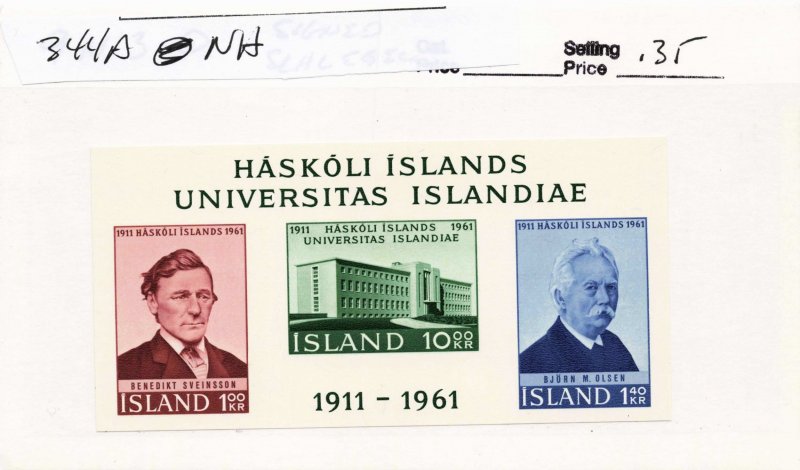 344A NH
Selling
Price .35
HÁSKÓLI ÍSLANDS
UNIVERSITAS ISLANDIAE
1911 HÁSKÓLI ÍSLANDS 1961
BENEDIKT SVEINSSON
ÍSLAND 1.00 KR
1911 HÁSKÓLI ÍSLANDS 1961
UNIVERSITAS ISLANDIAE
ÍSLAND 10.00 KR
1911 HÁSKÓLI ÍSLANDS 1961
BJÖRN M. OLSEN
ÍSLAND 1.40 KR
1911 - 1961